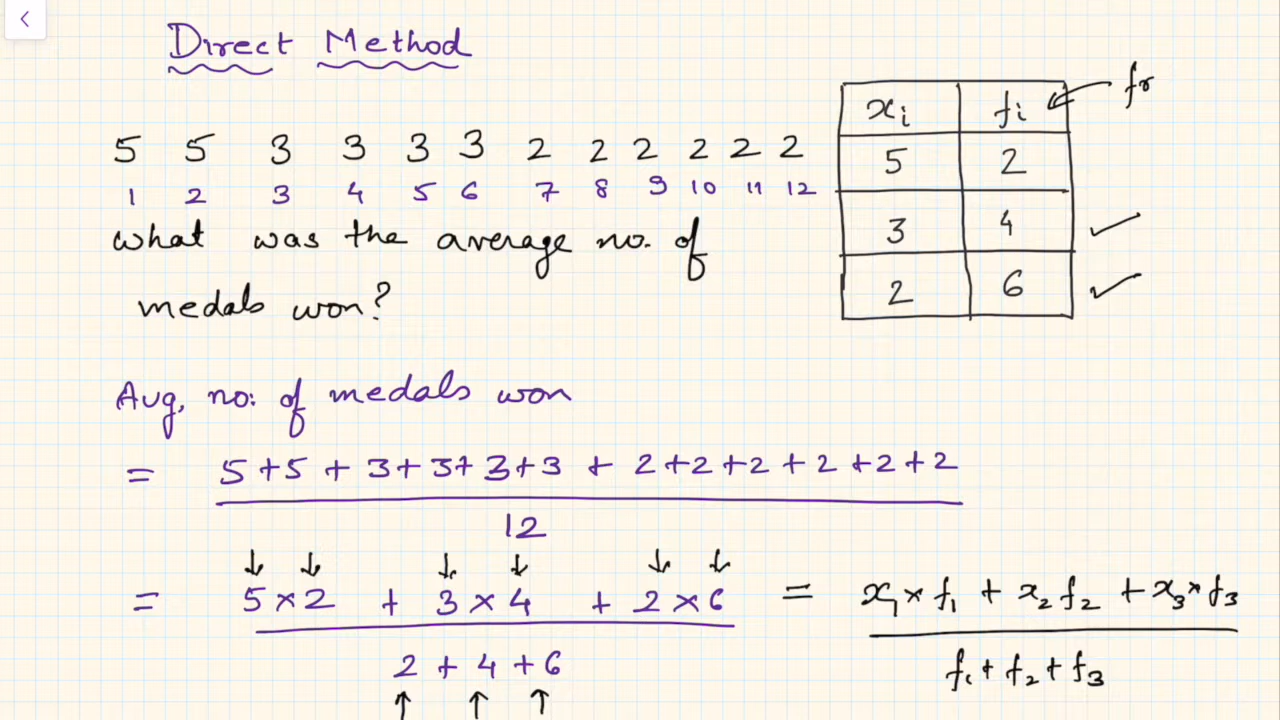 Direct Method
5 5 3 3 3 3 2 2 2 2 2 2
1 2 3 4 5 6 7 8 9 10 11 12
what was the average no. of
medals won?
xᵢ fᵢ fr
5 2
3 4
2 6
Avg. no: of medals won
= 5+5 + 3+3+3+3 + 2+2+2+2+2+2
12
= 5×2 + 3×4 + 2×6 = x₁×f₁ + x₂f₂ + x₃×f₃
2 + 4 + 6 f₁+f₂+f₃